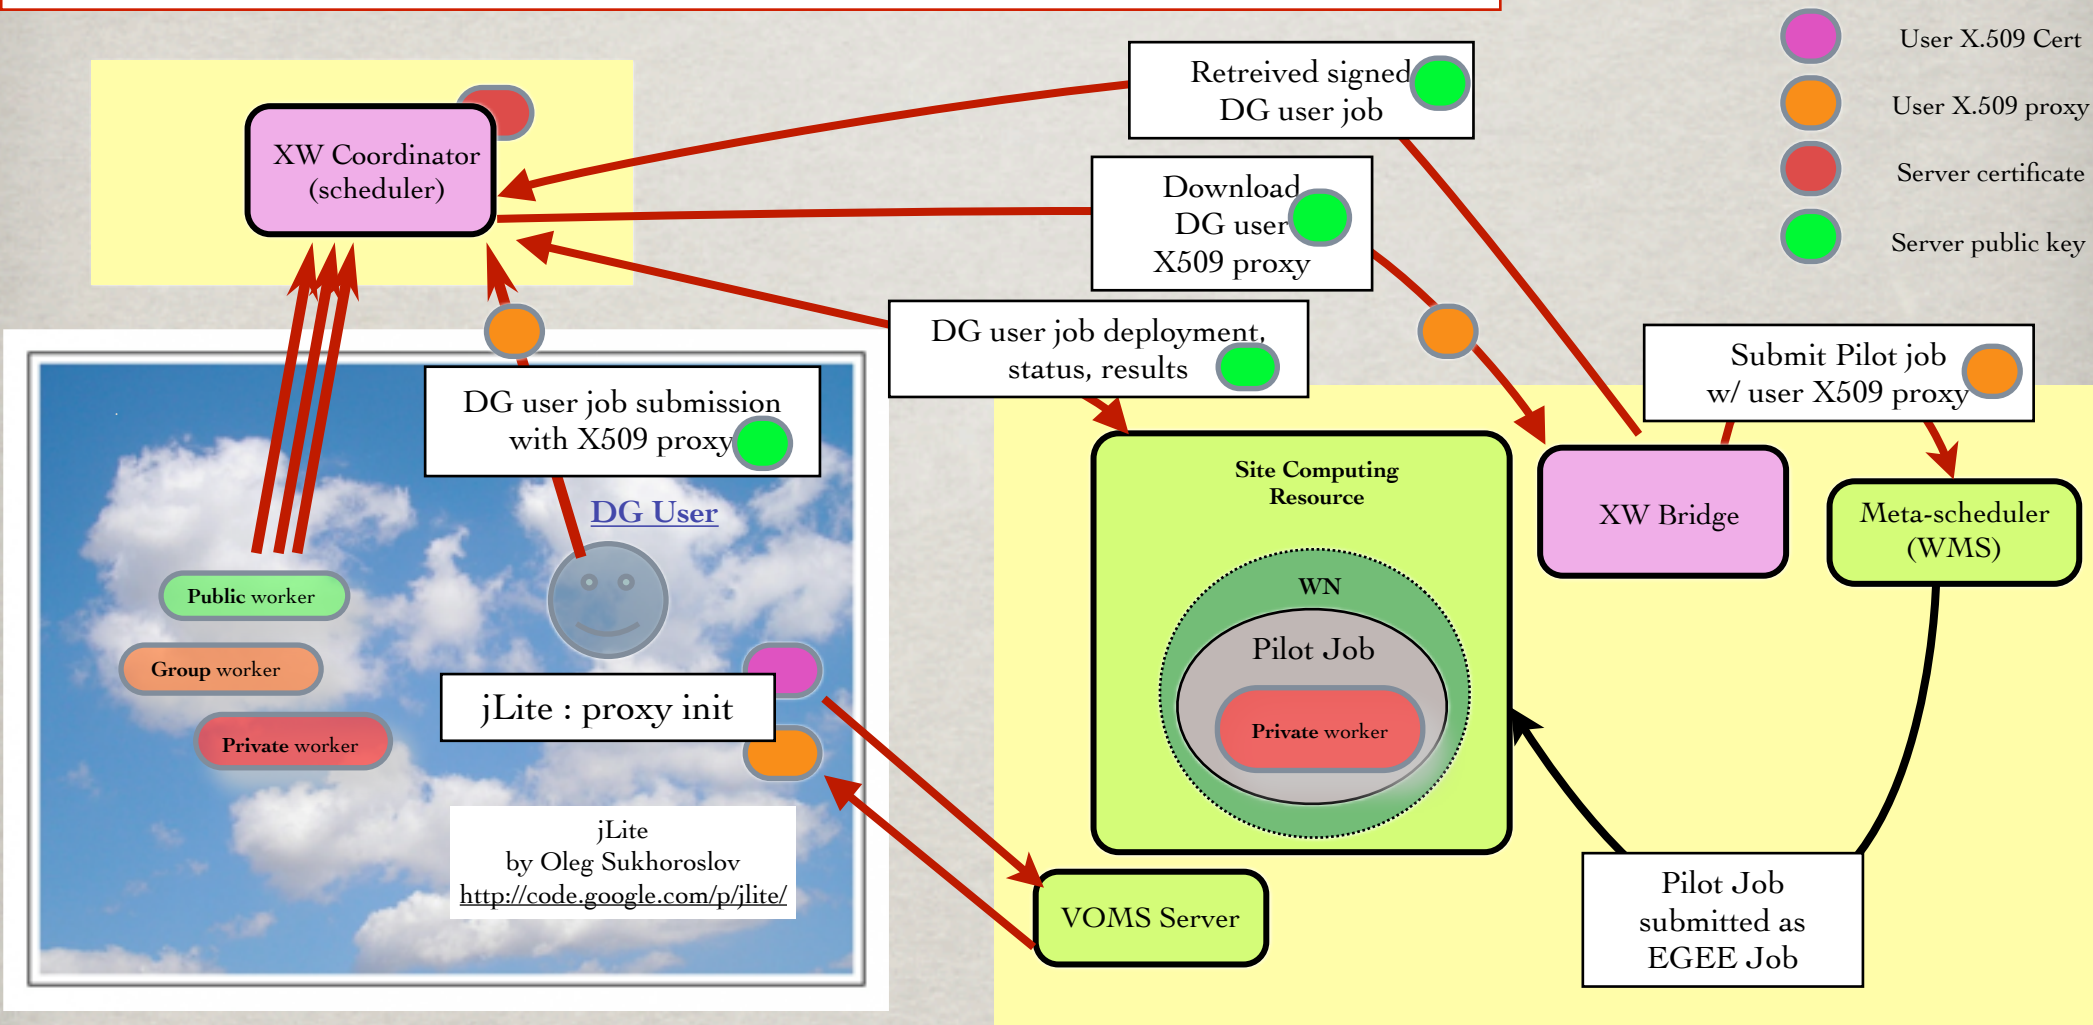 User X.509 Cert
User X.509 proxy
Server certificate
Server public key
Retreived signed
DG user job
XW Coordinator
(scheduler)
Download
DG user
X509 proxy
DG user job deployment,
status, results
Submit Pilot job
w/ user X509 proxy
DG user job submission
with X509 proxy
DG User
Site Computing
Resource
XW Bridge
Meta-scheduler
(WMS)
WN
Pilot Job
Private worker
Public worker
Group worker
Private worker
jLite : proxy init
jLite
by Oleg Sukhoroslov
http://code.google.com/p/jlite/
VOMS Server
Pilot Job
submitted as
EGEE Job